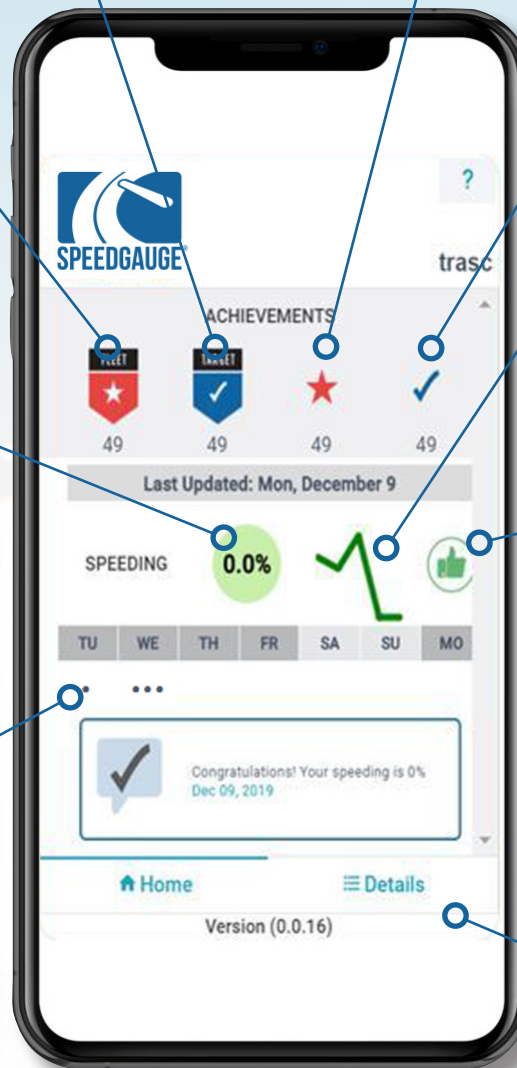 ?
SPEEDGAUGE®
trasc
ACHIEVEMENTS
FLEET TARGET
49 49 49 49
Last Updated: Mon, December 9
SPEEDING 0.0%
TU WE TH FR SA SU MO
Congratulations! Your speeding is 0%
Dec 09, 2019
Home Details
Version (0.0.16)